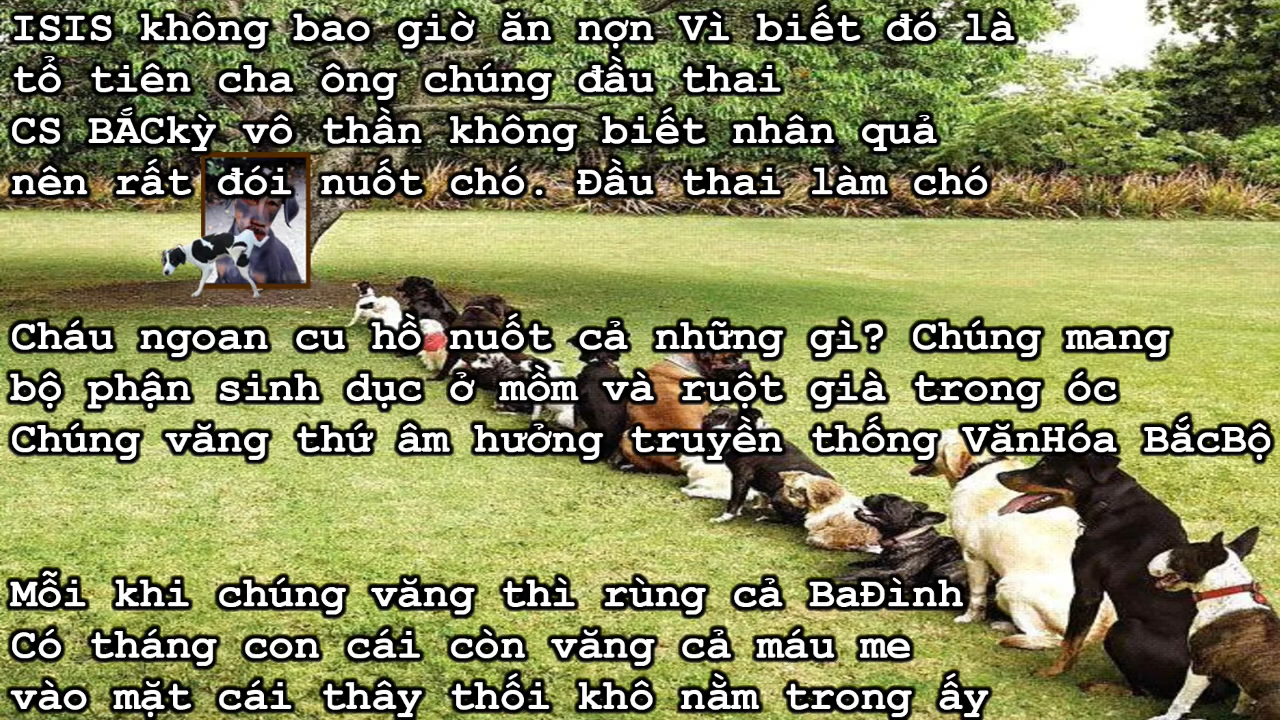 ISIS không bao giờ ăn nợn Vì biết đó là
tổ tiên cha ông chúng đầu thai
CS BẮCkỳ vô thần không biết nhân quả
nên rất đói nuốt chó. Đầu thai làm chó
Cháu ngoan cu hồ nuốt cả những gì? Chúng mang
bộ phận sinh dục ở mồm và ruột già trong óc
Chúng văng thứ âm hưởng truyền thống VănHóa BắcBộ
Mỗi khi chúng văng thì rùng cả BaĐình
Có tháng con cái còn văng cả máu me
vào mặt cái thây thối khô nằm trong ấy